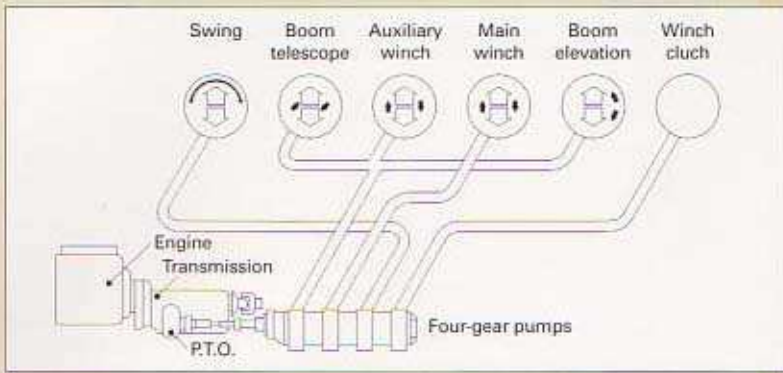 Swing
Boom
telescope
Auxiliary
winch
Main
winch
Boom
elevation
Winch
cluch
Engine
Transmission
P.T.O.
Four-gear pumps